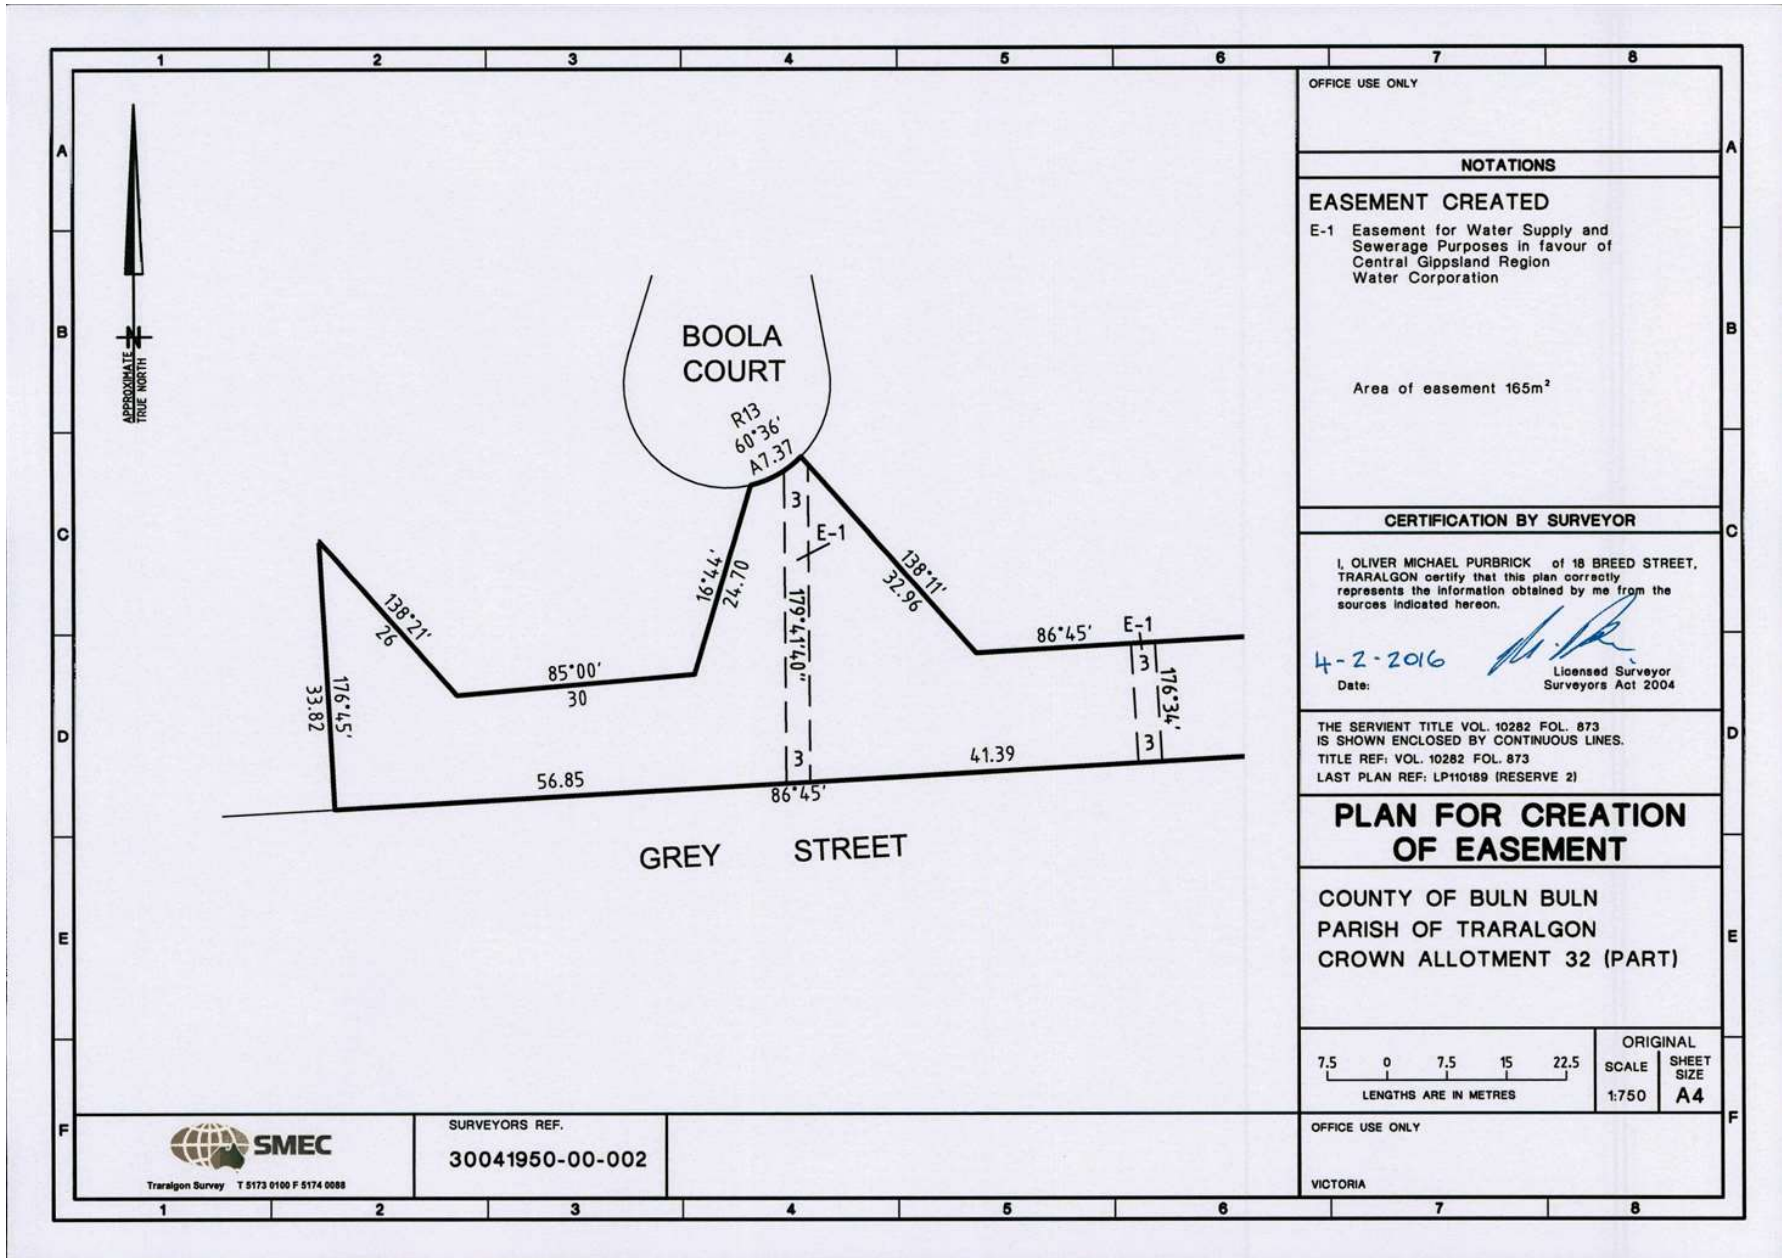 1 2 3 4 5 6 7 8
A
B
C
D
E
F
A
B
C
D
E
F
N
APPROXIMATE
TRUE NORTH
BOOLA
COURT
R13
60°36'
A7.37
3
E-1
16°44'
24.70
179°41'40"
138°11'
32.96
138°21'
26
85°00'
30
176°45'
33.82
86°45'
E-1
3
176°34'
3
3
56.85
41.39
86°45'
GREY STREET
OFFICE USE ONLY
NOTATIONS
EASEMENT CREATED
E-1 Easement for Water Supply and
Sewerage Purposes in favour of
Central Gippsland Region
Water Corporation
Area of easement 165m²
CERTIFICATION BY SURVEYOR
I, OLIVER MICHAEL PURBRICK of 18 BREED STREET,
TRARALGON certify that this plan correctly
represents the information obtained by me from the
sources indicated hereon.
4-2-2016
Date:
Licensed Surveyor
Surveyors Act 2004
THE SERVIENT TITLE VOL. 10282 FOL. 873
IS SHOWN ENCLOSED BY CONTINUOUS LINES.
TITLE REF: VOL. 10282 FOL. 873
LAST PLAN REF: LP110189 (RESERVE 2)
PLAN FOR CREATION
OF EASEMENT
COUNTY OF BULN BULN
PARISH OF TRARALGON
CROWN ALLOTMENT 32 (PART)
7.5 0 7.5 15 22.5
LENGTHS ARE IN METRES
ORIGINAL
SCALE
1:750
SHEET
SIZE
A4
OFFICE USE ONLY
VICTORIA
SMEC
Traralgon Survey T 5173 0100 F 5174 0088
SURVEYORS REF.
30041950-00-002
1 2 3 4 5 6 7 8